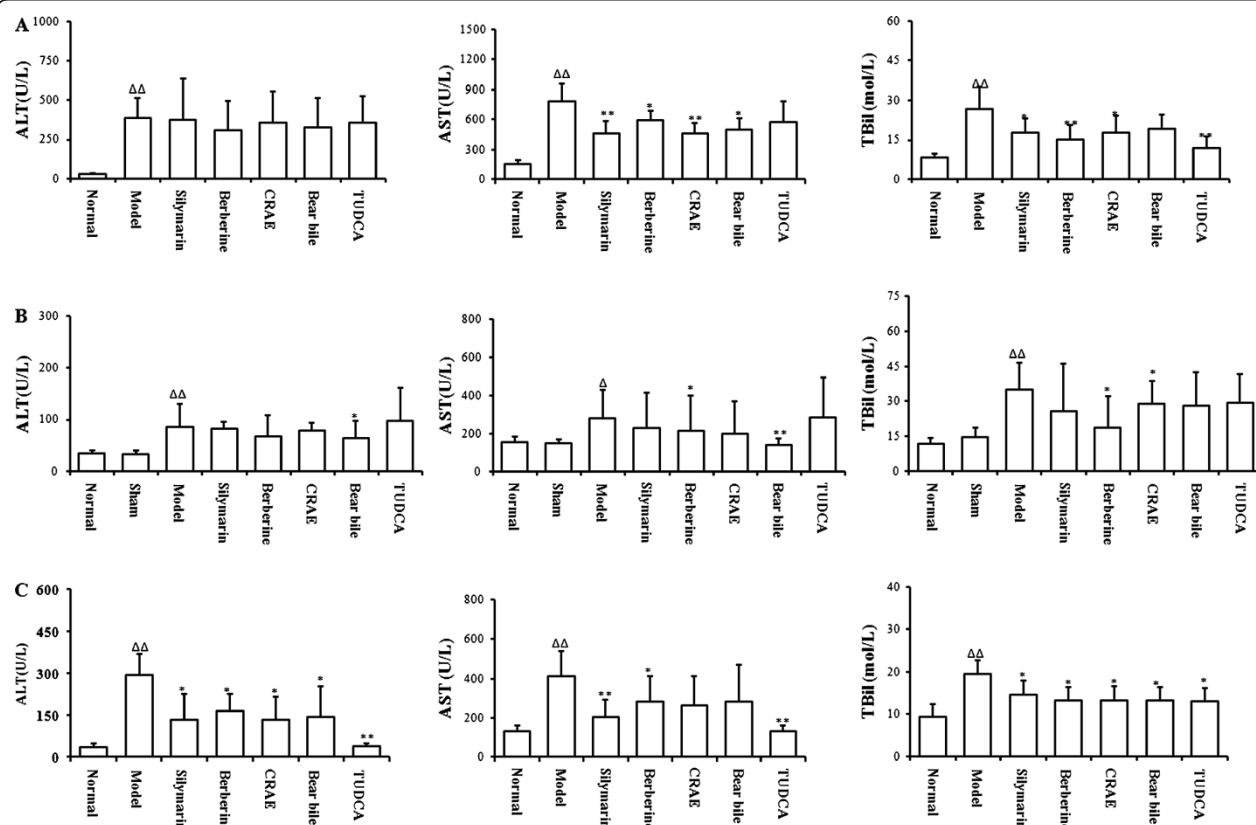 A
ALT(U/L)
1000
750
500
250
0
ΔΔ
Normal
Model
Silymarin
Berberine
CRAE
Bear bile
TUDCA
AST(U/L)
1500
1200
900
600
300
0
ΔΔ
**
*
**
*
Normal
Model
Silymarin
Berberine
CRAE
Bear bile
TUDCA
TBil(mol/L)
60
45
30
15
0
ΔΔ
*
**
*
**
Normal
Model
Silymarin
Berberine
CRAE
Bear bile
TUDCA
B
ALT(U/L)
300
200
100
0
ΔΔ
*
Normal
Sham
Model
Silymarin
Berberine
CRAE
Bear bile
TUDCA
AST(U/L)
800
600
400
200
0
Δ
*
**
Normal
Sham
Model
Silymarin
Berberine
CRAE
Bear bile
TUDCA
TBil(mol/L)
75
60
45
30
15
0
ΔΔ
*
*
Normal
Sham
Model
Silymarin
Berberine
CRAE
Bear bile
TUDCA
C
ALT(U/L)
600
450
300
150
0
ΔΔ
*
*
*
*
**
Normal
Model
Silymarin
Berberine
CRAE
Bear bile
TUDCA
AST(U/L)
800
600
400
200
0
ΔΔ
**
*
**
Normal
Model
Silymarin
Berberine
CRAE
Bear bile
TUDCA
TBil(mol/L)
40
30
20
10
0
ΔΔ
*
*
*
*
*
Normal
Model
Silymarin
Berberine
CRAE
Bear bile
TUDCA